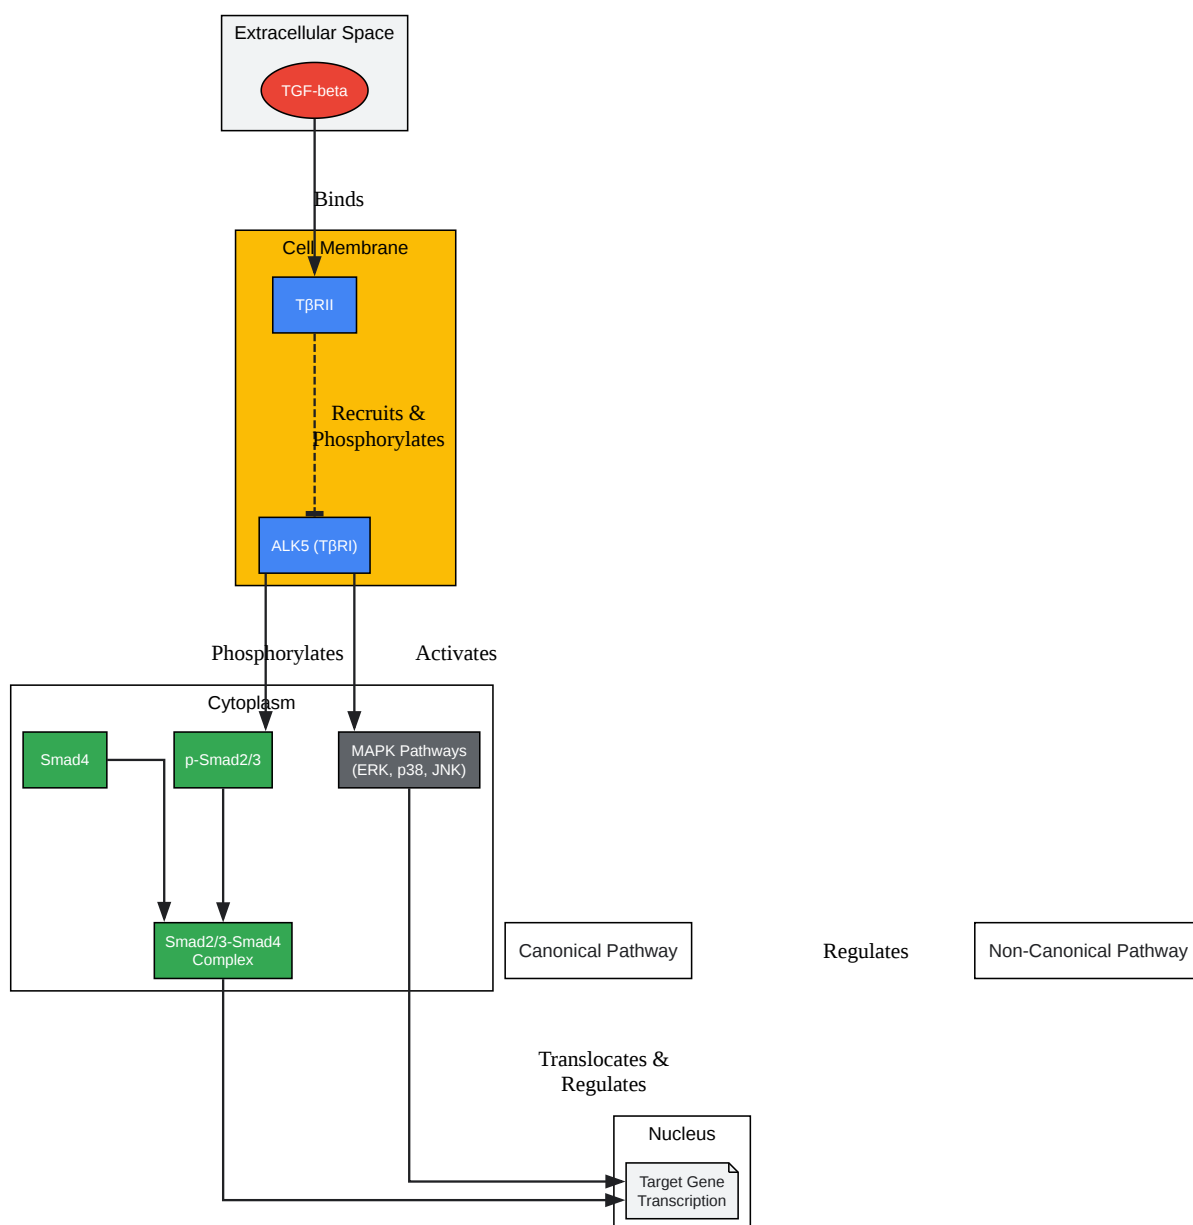 Extracellular Space
TGF-beta
Binds
Cell Membrane
TβRII
Recruits &
Phosphorylates
ALK5 (TβRI)
Phosphorylates
Activates
Cytoplasm
Smad4
p-Smad2/3
MAPK Pathways
(ERK, p38, JNK)
Smad2/3-Smad4
Complex
Canonical Pathway
Regulates
Non-Canonical Pathway
Translocates &
Regulates
Nucleus
Target Gene
Transcription